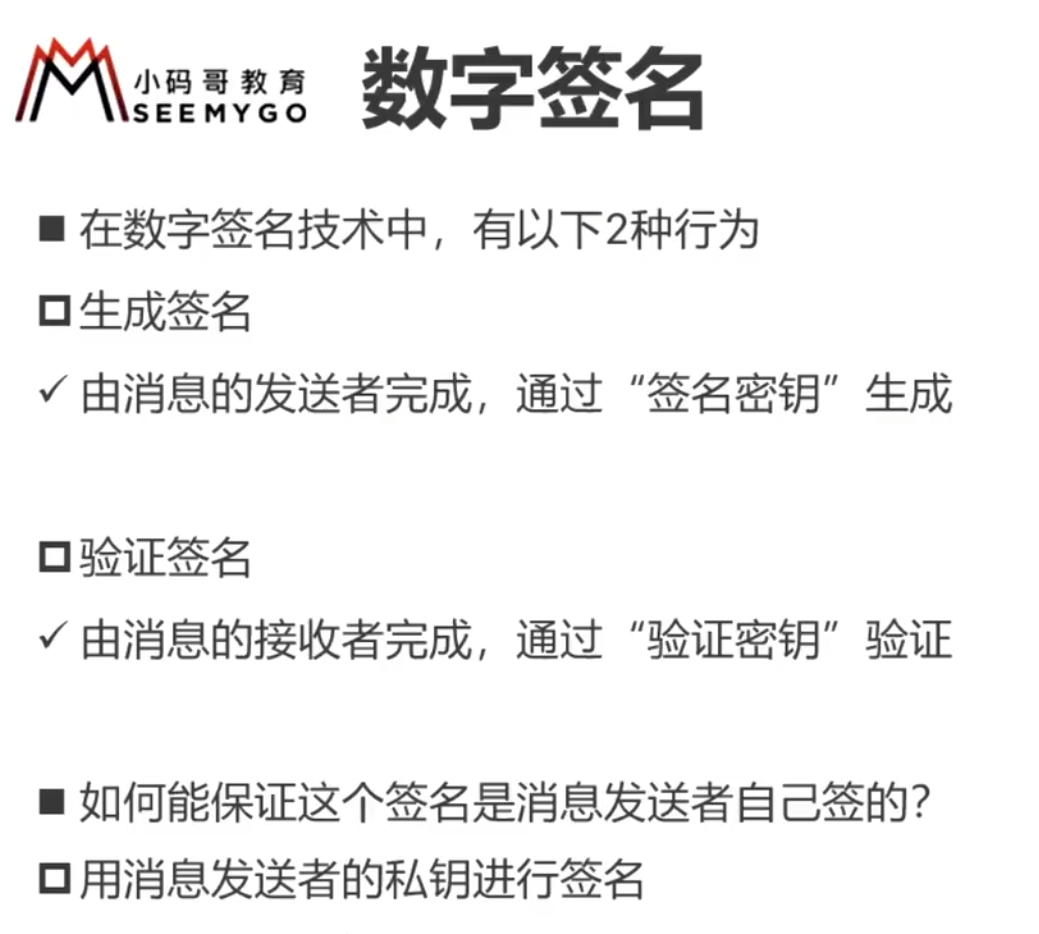 小码哥教育
SEEMYGO
数字签名
■ 在数字签名技术中，有以下2种行为
□ 生成签名
✓ 由消息的发送者完成，通过“签名密钥”生成
□ 验证签名
✓ 由消息的接收者完成，通过“验证密钥”验证
■ 如何能保证这个签名是消息发送者自己签的？
□ 用消息发送者的私钥进行签名